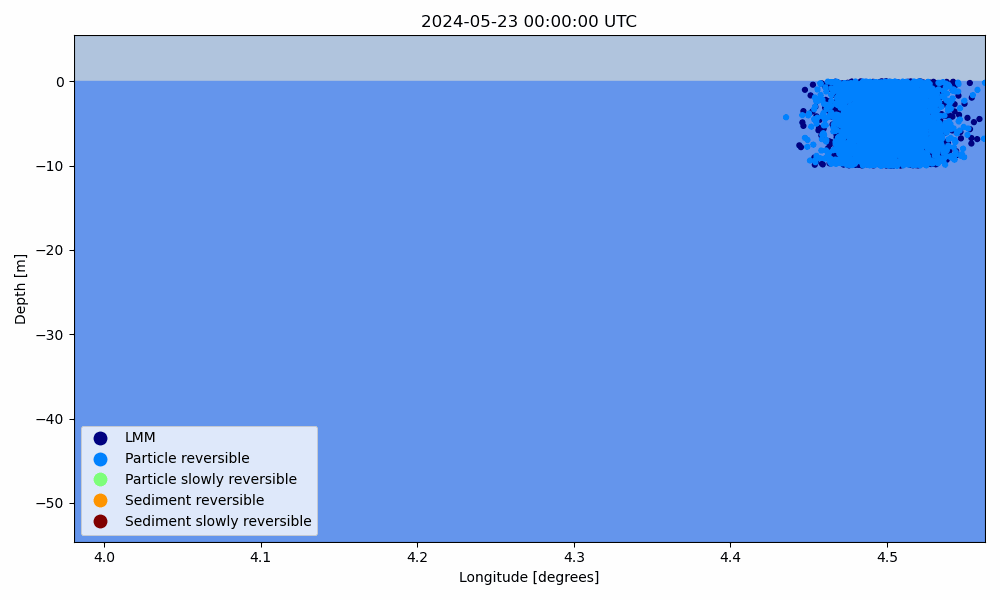 2024-05-23 00:00:00 UTC
0
−10
−20
−30
−40
−50
Depth [m]
LMM
Particle reversible
Particle slowly reversible
Sediment reversible
Sediment slowly reversible
4.0 4.1 4.2 4.3 4.4 4.5
Longitude [degrees]